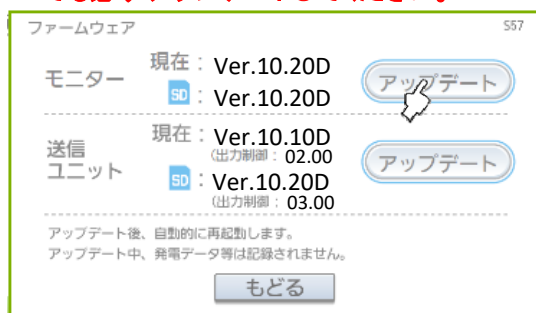 ファームウェア S57
モニター 現在： Ver.10.20D
SD ： Ver.10.20D
アップデート
送信
ユニット
現在： Ver.10.10D
（出力制御： 02.00
SD ： Ver.10.20D
（出力制御： 03.00
アップデート
アップデート後、自動的に再起動します。
アップデート中、発電データ等は記録されません。
もどる